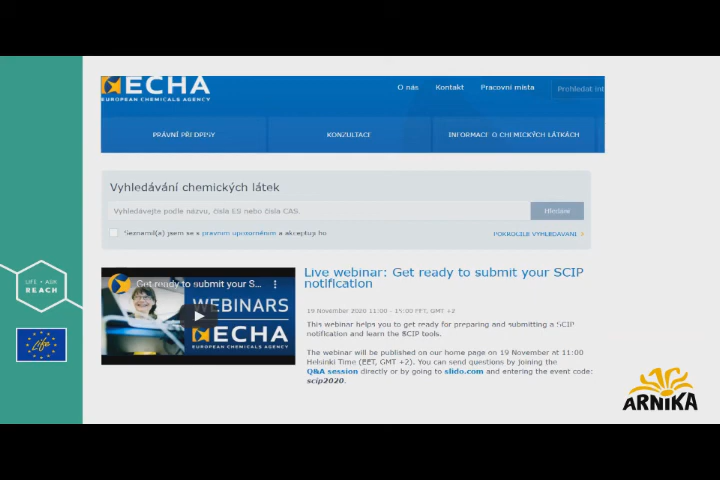 ECHA
EUROPEAN CHEMICALS AGENCY
O nás Kontakt Pracovní místa Prohledat int
PRÁVNÍ PŘEDPISY KONZULTACE INFORMACE O CHEMICKÝCH LÁTKÁCH
Vyhledávání chemických látek
Vyhledávejte podle názvu, čísla ES nebo čísla CAS. Hledání
Seznámil(a) jsem se s právním upozorněním a akceptuji ho POKROČILÉ VYHLEDÁVÁNÍ
Get ready to submit your S...
WEBINARS
ECHA
EUROPEAN CHEMICALS AGENCY
Live webinar: Get ready to submit your SCIP
notification
19 November 2020 11:00 - 15:00 EET, GMT +2
This webinar helps you to get ready for preparing and submitting a SCIP
notification and learn the SCIP tools.
The webinar will be published on our home page on 19 November at 11:00
Helsinki Time (EET, GMT +2). You can send questions by joining the
Q&A session directly or by going to slido.com and entering the event code:
scip2020.
LIFE • ASK
REACH
Life
ARNIKA